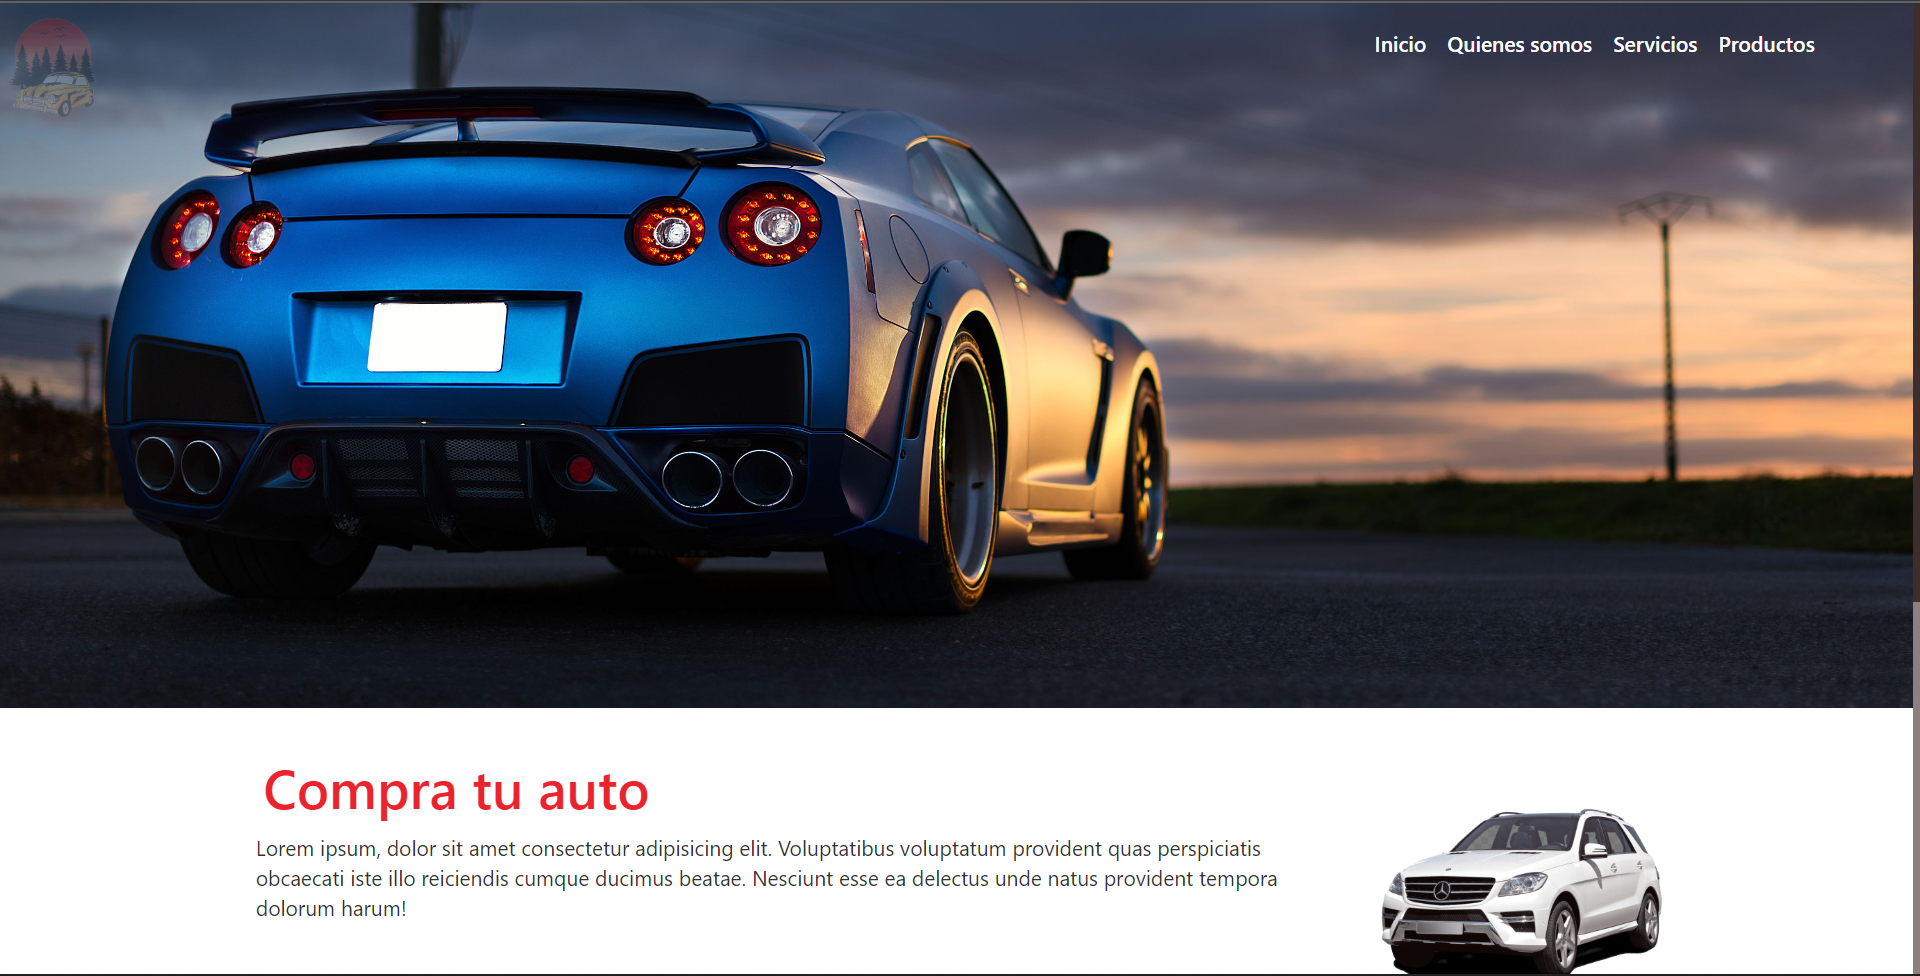 Inicio Quienes somos Servicios Productos
Compra tu auto
Lorem ipsum, dolor sit amet consectetur adipisicing elit. Voluptatibus voluptatum provident quas perspiciatis
obcaecati iste illo reiciendis cumque ducimus beatae. Nesciunt esse ea delectus unde natus provident tempora
dolorum harum!